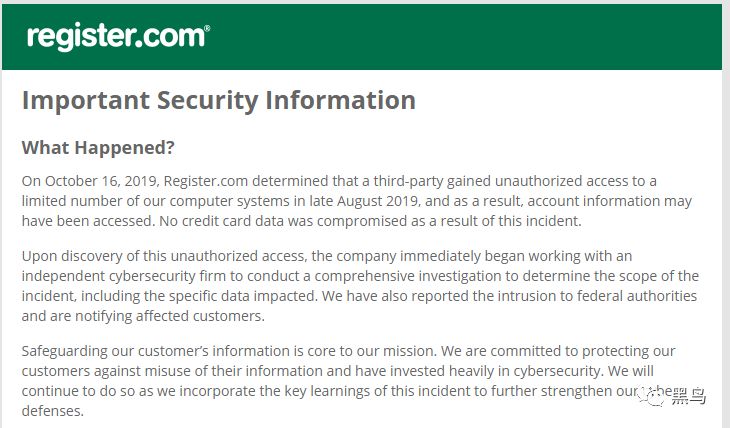 register.com®
Important Security Information
What Happened?
On October 16, 2019, Register.com determined that a third-party gained unauthorized access to a
limited number of our computer systems in late August 2019, and as a result, account information may
have been accessed. No credit card data was compromised as a result of this incident.
Upon discovery of this unauthorized access, the company immediately began working with an
independent cybersecurity firm to conduct a comprehensive investigation to determine the scope of the
incident, including the specific data impacted. We have also reported the intrusion to federal authorities
and are notifying affected customers.
Safeguarding our customer’s information is core to our mission. We are committed to protecting our
customers against misuse of their information and have invested heavily in cybersecurity. We will
continue to do so as we incorporate the key learnings of this incident to further strengthen our
黑鸟
defenses.